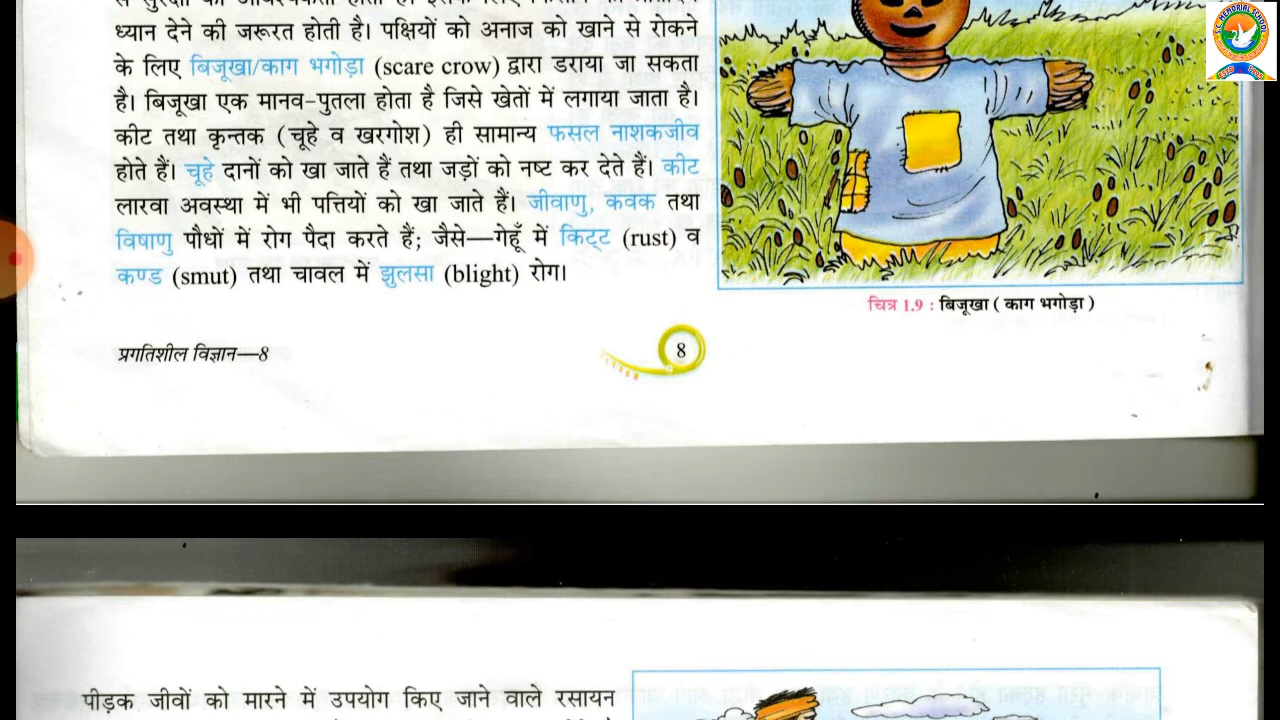 ध्यान देने की जरूरत होती है। पक्षियों को अनाज को खाने से रोकने
के लिए बिजूखा/काग भगोड़ा (scare crow) द्वारा डराया जा सकता
है। बिजूखा एक मानव-पुतला होता है जिसे खेतों में लगाया जाता है।
कीट तथा कृन्तक (चूहे व खरगोश) ही सामान्य फसल नाशकजीव
होते हैं। चूहे दानों को खा जाते हैं तथा जड़ों को नष्ट कर देते हैं। कीट
लारवा अवस्था में भी पत्तियों को खा जाते हैं। जीवाणु, कवक तथा
विषाणु पौधों में रोग पैदा करते हैं; जैसे—गेहूँ में किट्ट (rust) व
कण्ड (smut) तथा चावल में झुलसा (blight) रोग।
चित्र 1.9 : बिजूखा ( काग भगोड़ा )
प्रगतिशील विज्ञान—8
8
पीड़क जीवों को मारने में उपयोग किए जाने वाले रसायन
S.C. MEMORIAL SCHOOL